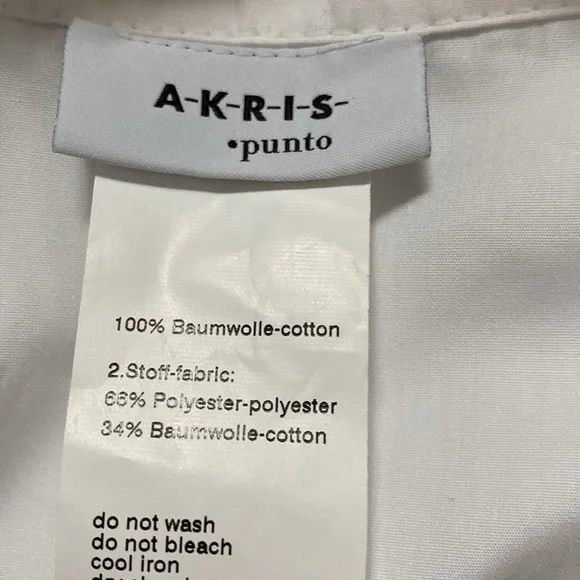 A-K-R-I-S-
•punto
100% Baumwolle-cotton
2.Stoff-fabric:
66% Polyester-polyester
34% Baumwolle-cotton
do not wash
do not bleach
cool iron